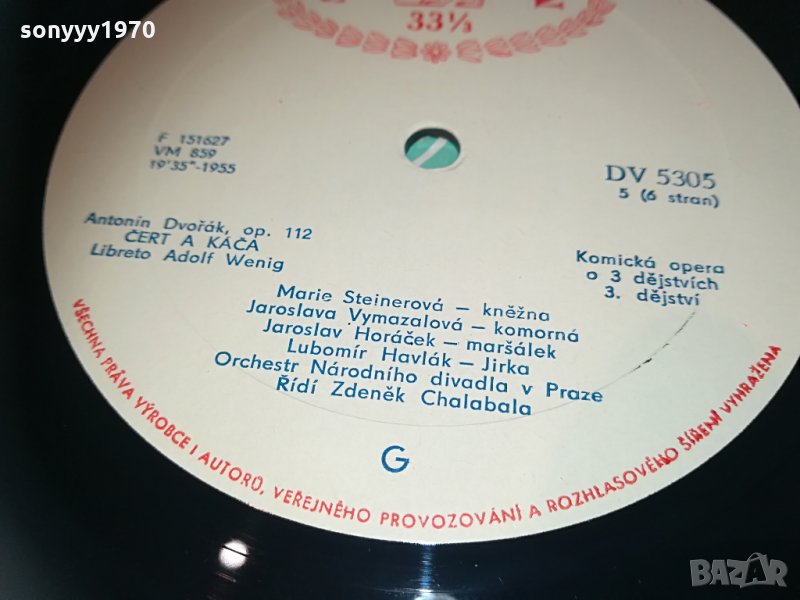 sonyyy1970
33⅓
F 151627
VM 859
19'35"-1955
DV 5305
5 (6 stran)
Antonín Dvořák, op. 112
ČERT A KÁČA
Libreto Adolf Wenig
Komická opera
o 3 dějstvích
3. dějství
Marie Steinerová – kněžna
Jaroslava Vymazalová – komorná
Jaroslav Horáček – maršálek
Lubomír Havlák – Jirka
Orchestr Národního divadla v Praze
Řídí Zdeněk Chalabala
G
VŠECHNA PRÁVA VÝROBCE I AUTORŮ, VEŘEJNÉHO PROVOZOVÁNÍ A ROZHLASOVÉHO ŠÍŘENÍ VYHRAŽENA
BAZAR